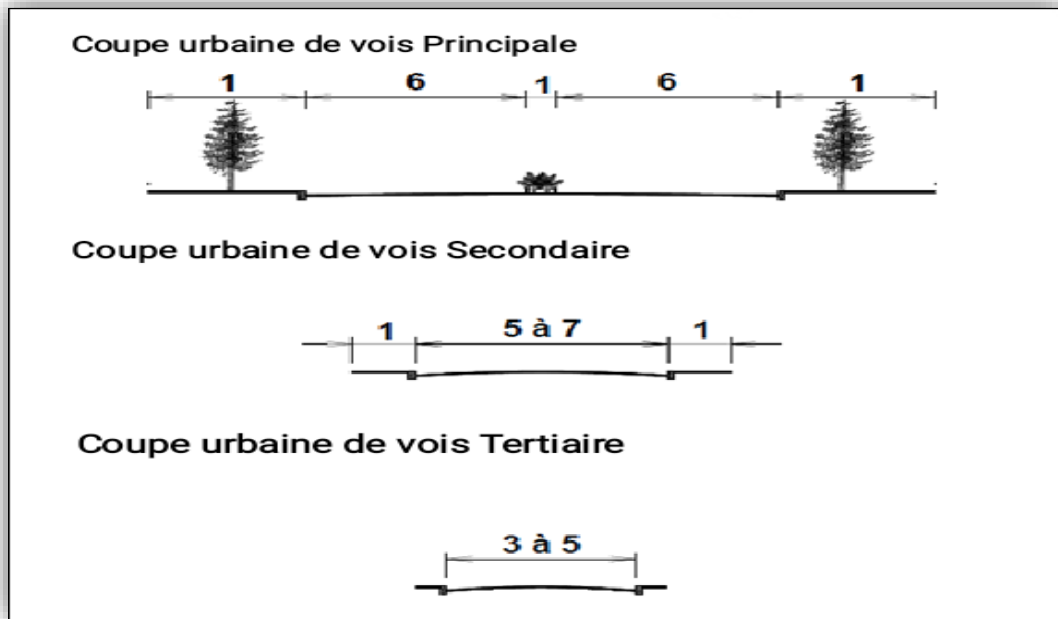 Coupe urbaine de vois Principale
1 6 1 6 1
Coupe urbaine de vois Secondaire
1 5 à 7 1
Coupe urbaine de vois Tertiaire
3 à 5